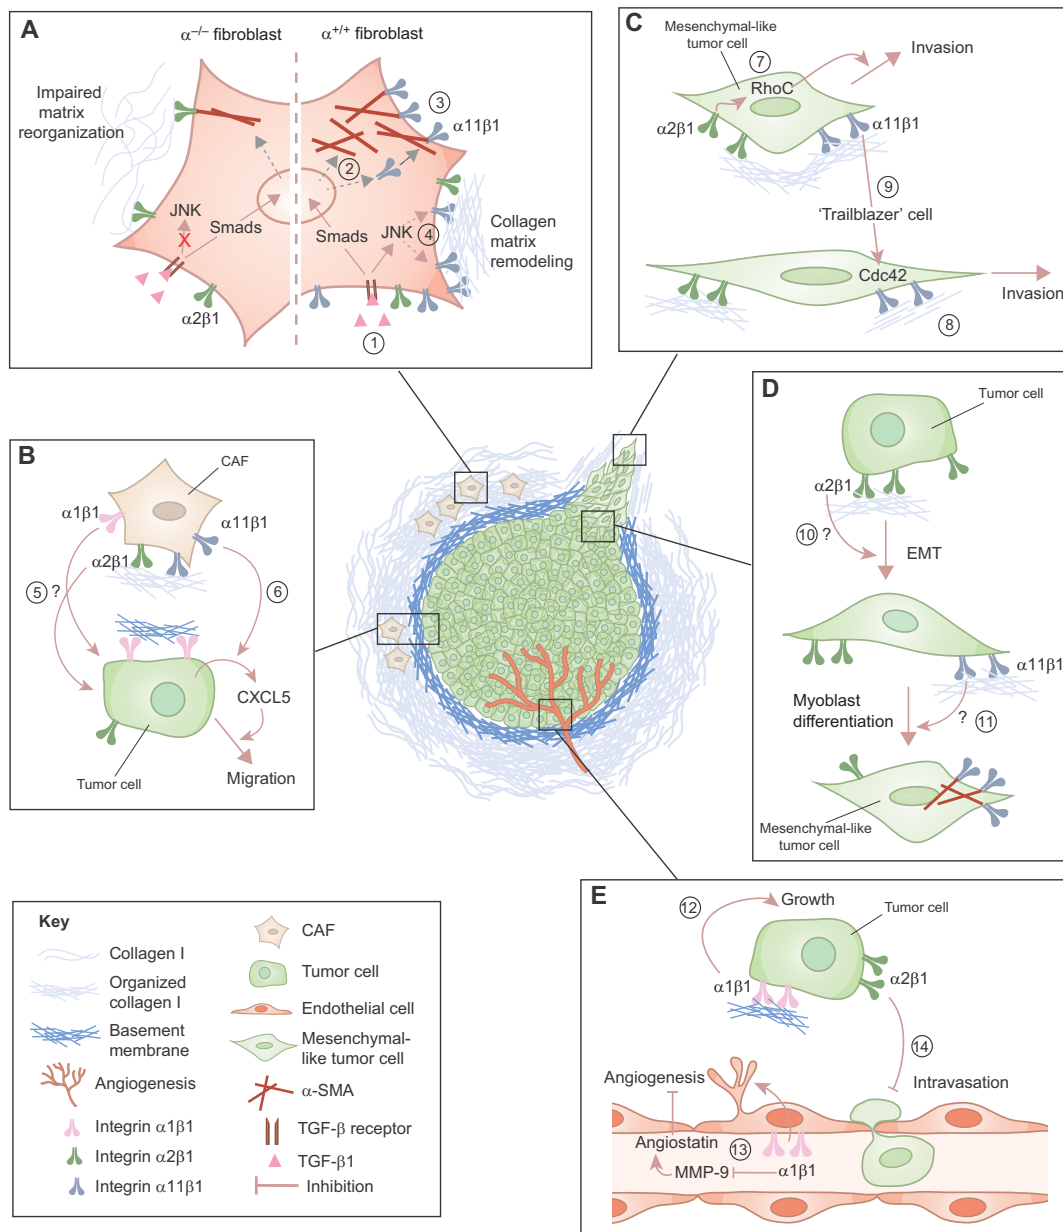 A
α–/– fibroblast
α+/+ fibroblast
Impaired
matrix
reorganization
3
α11β1
2
JNK
X
Smads
Smads
JNK
4
Collagen
matrix
remodeling
α2β1
1
C
Mesenchymal-like
tumor cell
7
RhoC
Invasion
α2β1
α11β1
9
‘Trailblazer’ cell
Cdc42
Invasion
8
B
CAF
α1β1
α11β1
α2β1
5 ?
6
CXCL5
Tumor cell
Migration
D
Tumor cell
α2β1
10 ?
EMT
α11β1
Myoblast
differentiation
? 11
Mesenchymal-like
tumor cell
E
12
Growth
Tumor cell
α1β1
α2β1
14
Angiogenesis
Intravasation
Angiostatin
13
MMP-9
α1β1
Key
Collagen I
Organized
collagen I
Basement
membrane
Angiogenesis
Integrin α1β1
Integrin α2β1
Integrin α11β1
CAF
Tumor cell
Endothelial cell
Mesenchymal-
like tumor cell
α-SMA
TGF-β receptor
TGF-β1
Inhibition